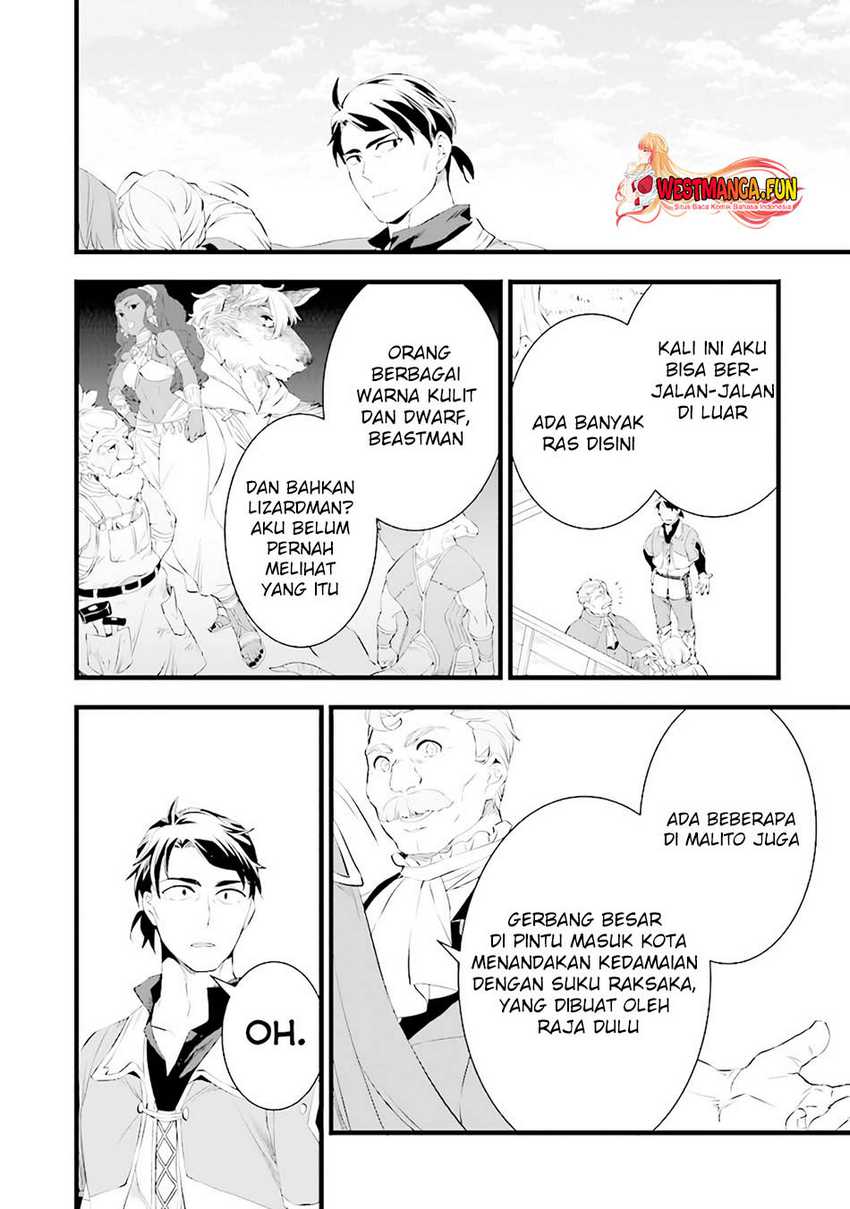 WESTMANGA.FUN
Situs Baca Komik Bahasa Indonesia
KALI INI AKU
BISA BER-
JALAN-JALAN
DI LUAR
ADA BANYAK
RAS DISINI
ORANG
BERBAGAI
WARNA KULIT
DAN DWARF,
BEASTMAN
DAN BAHKAN
LIZARDMAN?
AKU BELUM
PERNAH
MELIHAT
YANG ITU
ADA BEBERAPA
DI MALITO JUGA
GERBANG BESAR
DI PINTU MASUK KOTA
MENANDAKAN KEDAMAIAN
DENGAN SUKU RAKSAKA,
YANG DIBUAT OLEH
RAJA DULU
OH.